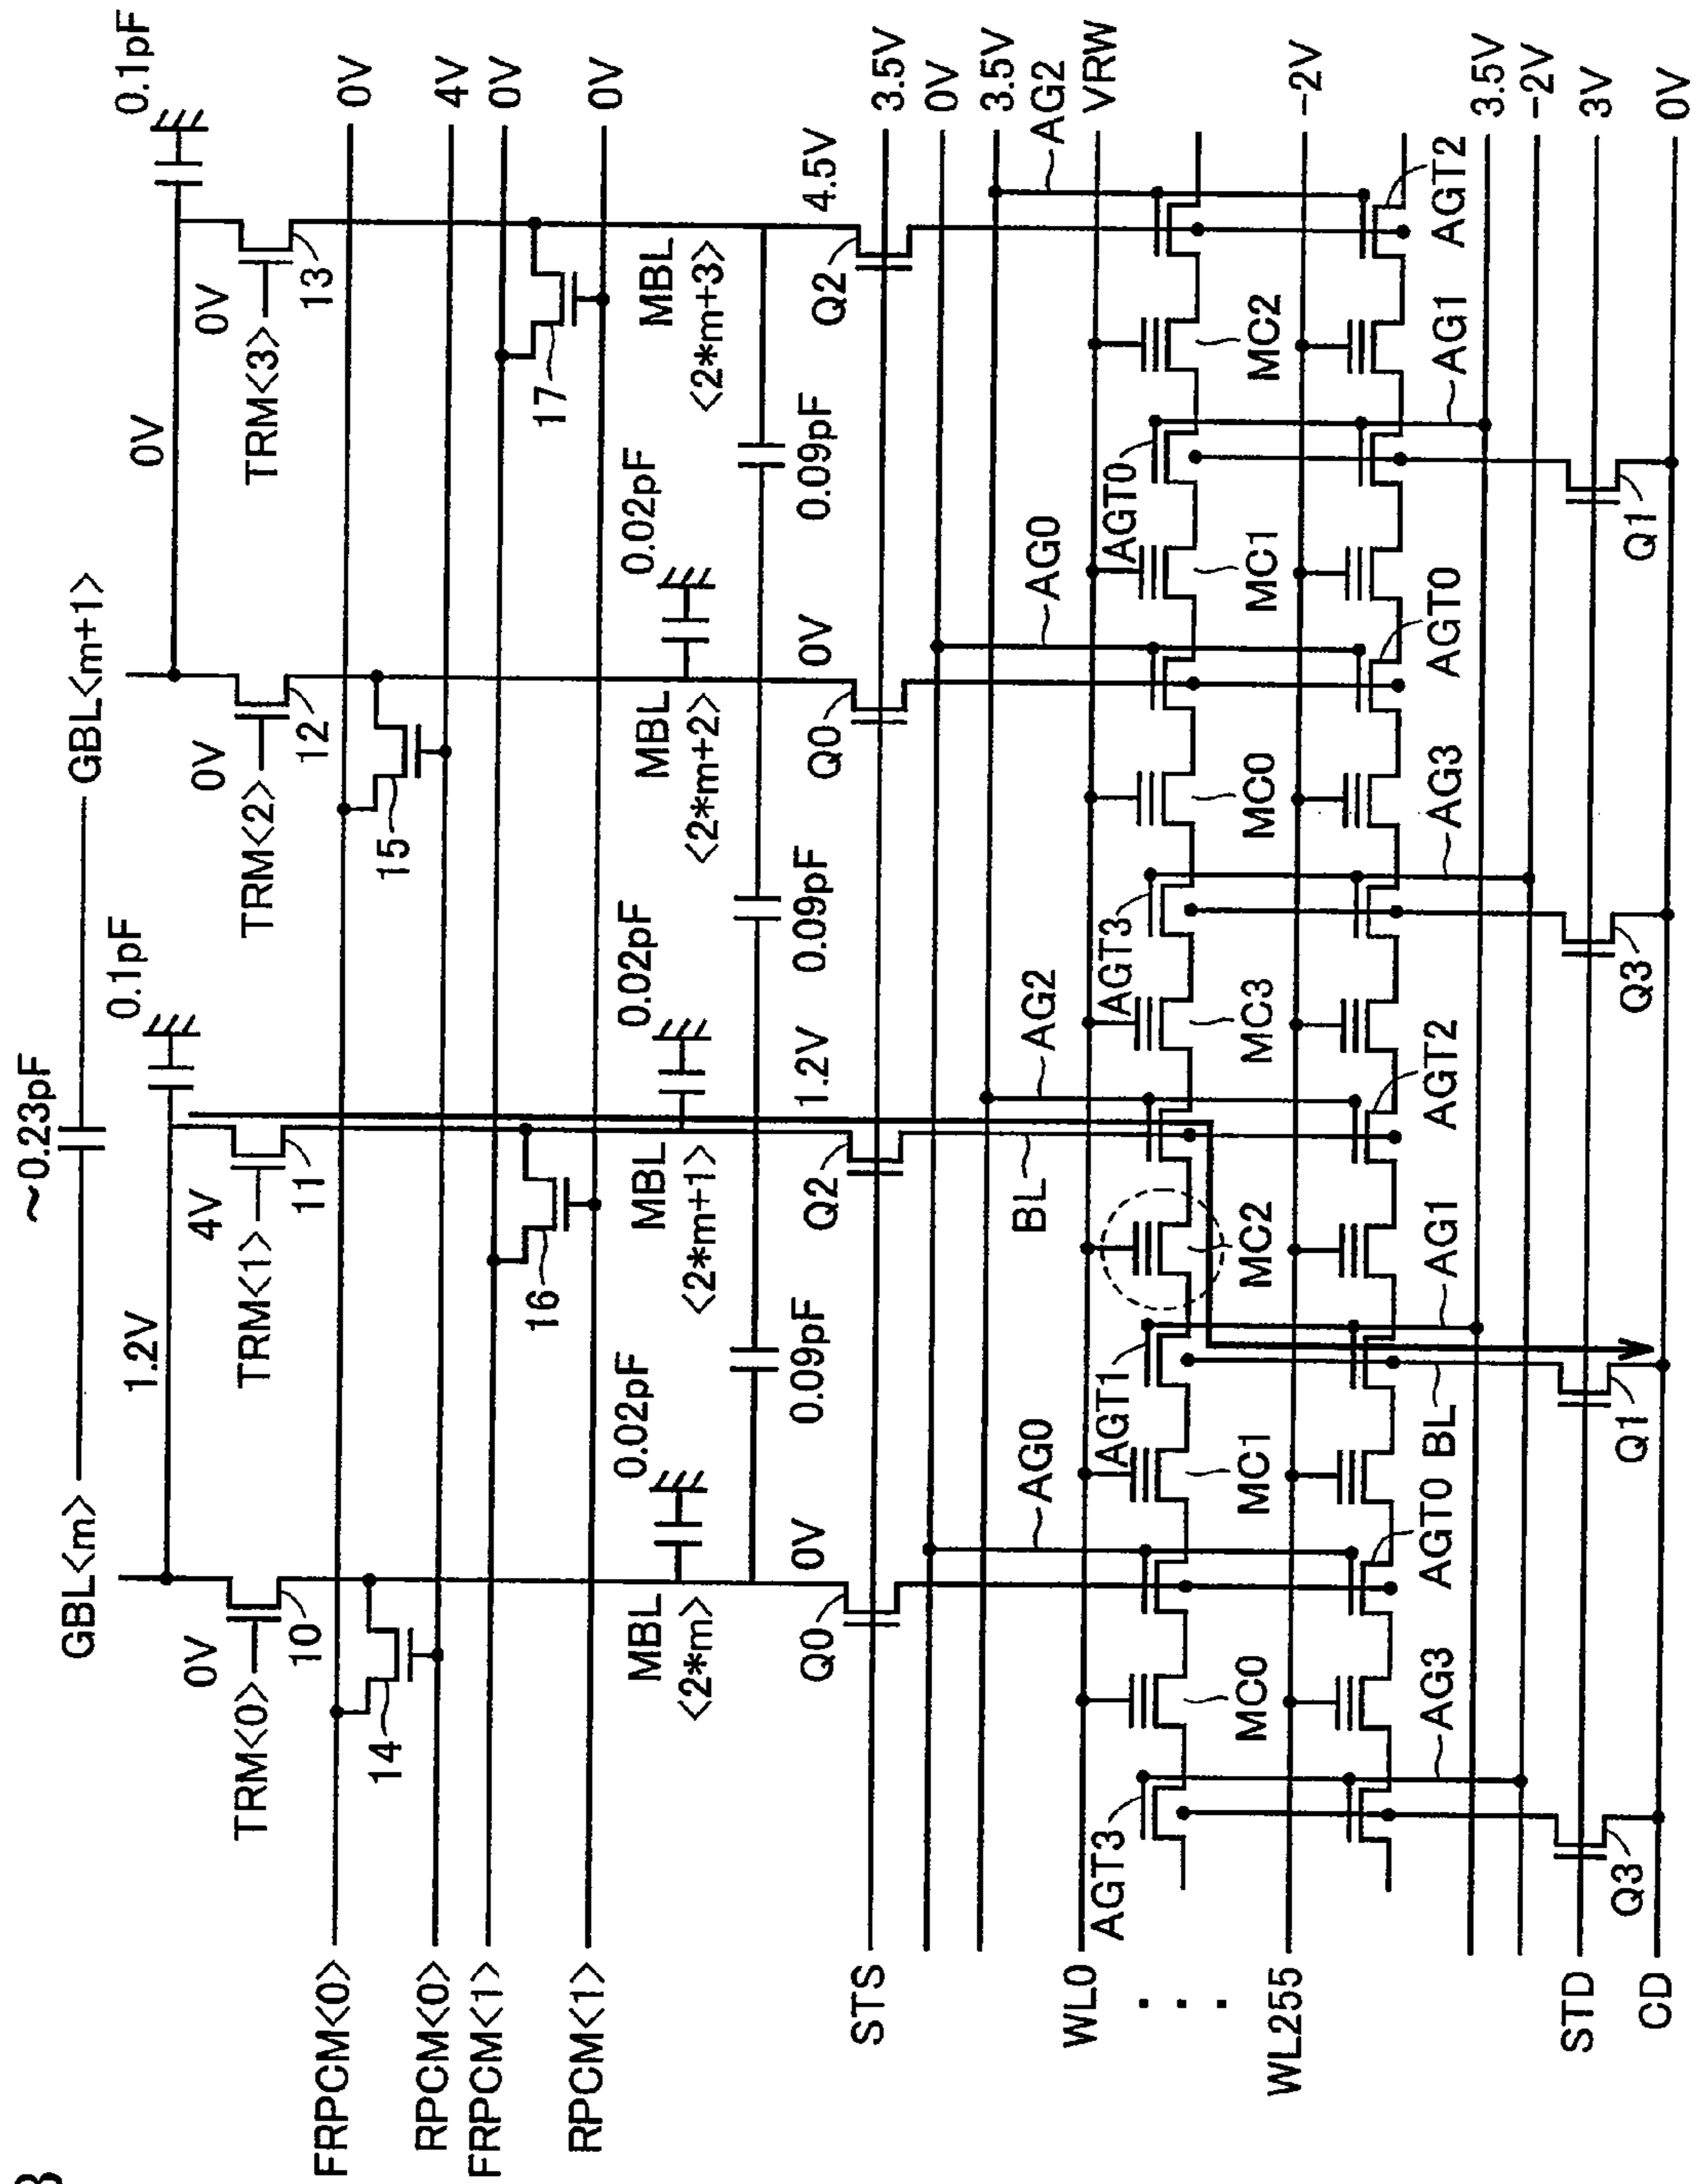 ~0.23pF
GBL<m>
GBL<m+1>
0.1pF
0.1pF
1.2V
0V
0V
TRM<0>
10
4V
TRM<1>
11
0V
TRM<2>
12
0V
TRM<3>
13
FRPCM<0>
0V
14
15
RPCM<0>
4V
FRPCM<1>
0V
16
17
RPCM<1>
0V
0.02pF
0.02pF
0.02pF
MBL
<2*m>
MBL
<2*m+1>
MBL
<2*m+2>
MBL
<2*m+3>
0.09pF
0.09pF
0.09pF
0V
1.2V
0V
4.5V
Q0
Q2
Q0
Q2
STS
3.5V
0V
3.5V
AG0
BL
AG2
AG0
AG2
WL0
VRW
AGT3
AGT1
AGT3
AGT0
MC0
MC1
MC2
MC3
MC0
MC1
MC2
WL255
-2V
AG3
AGT0
BL
AG1
AGT2
AG3
AGT0
AG1
AGT2
3.5V
-2V
STD
3V
Q3
Q1
Q3
Q1
CD
0V